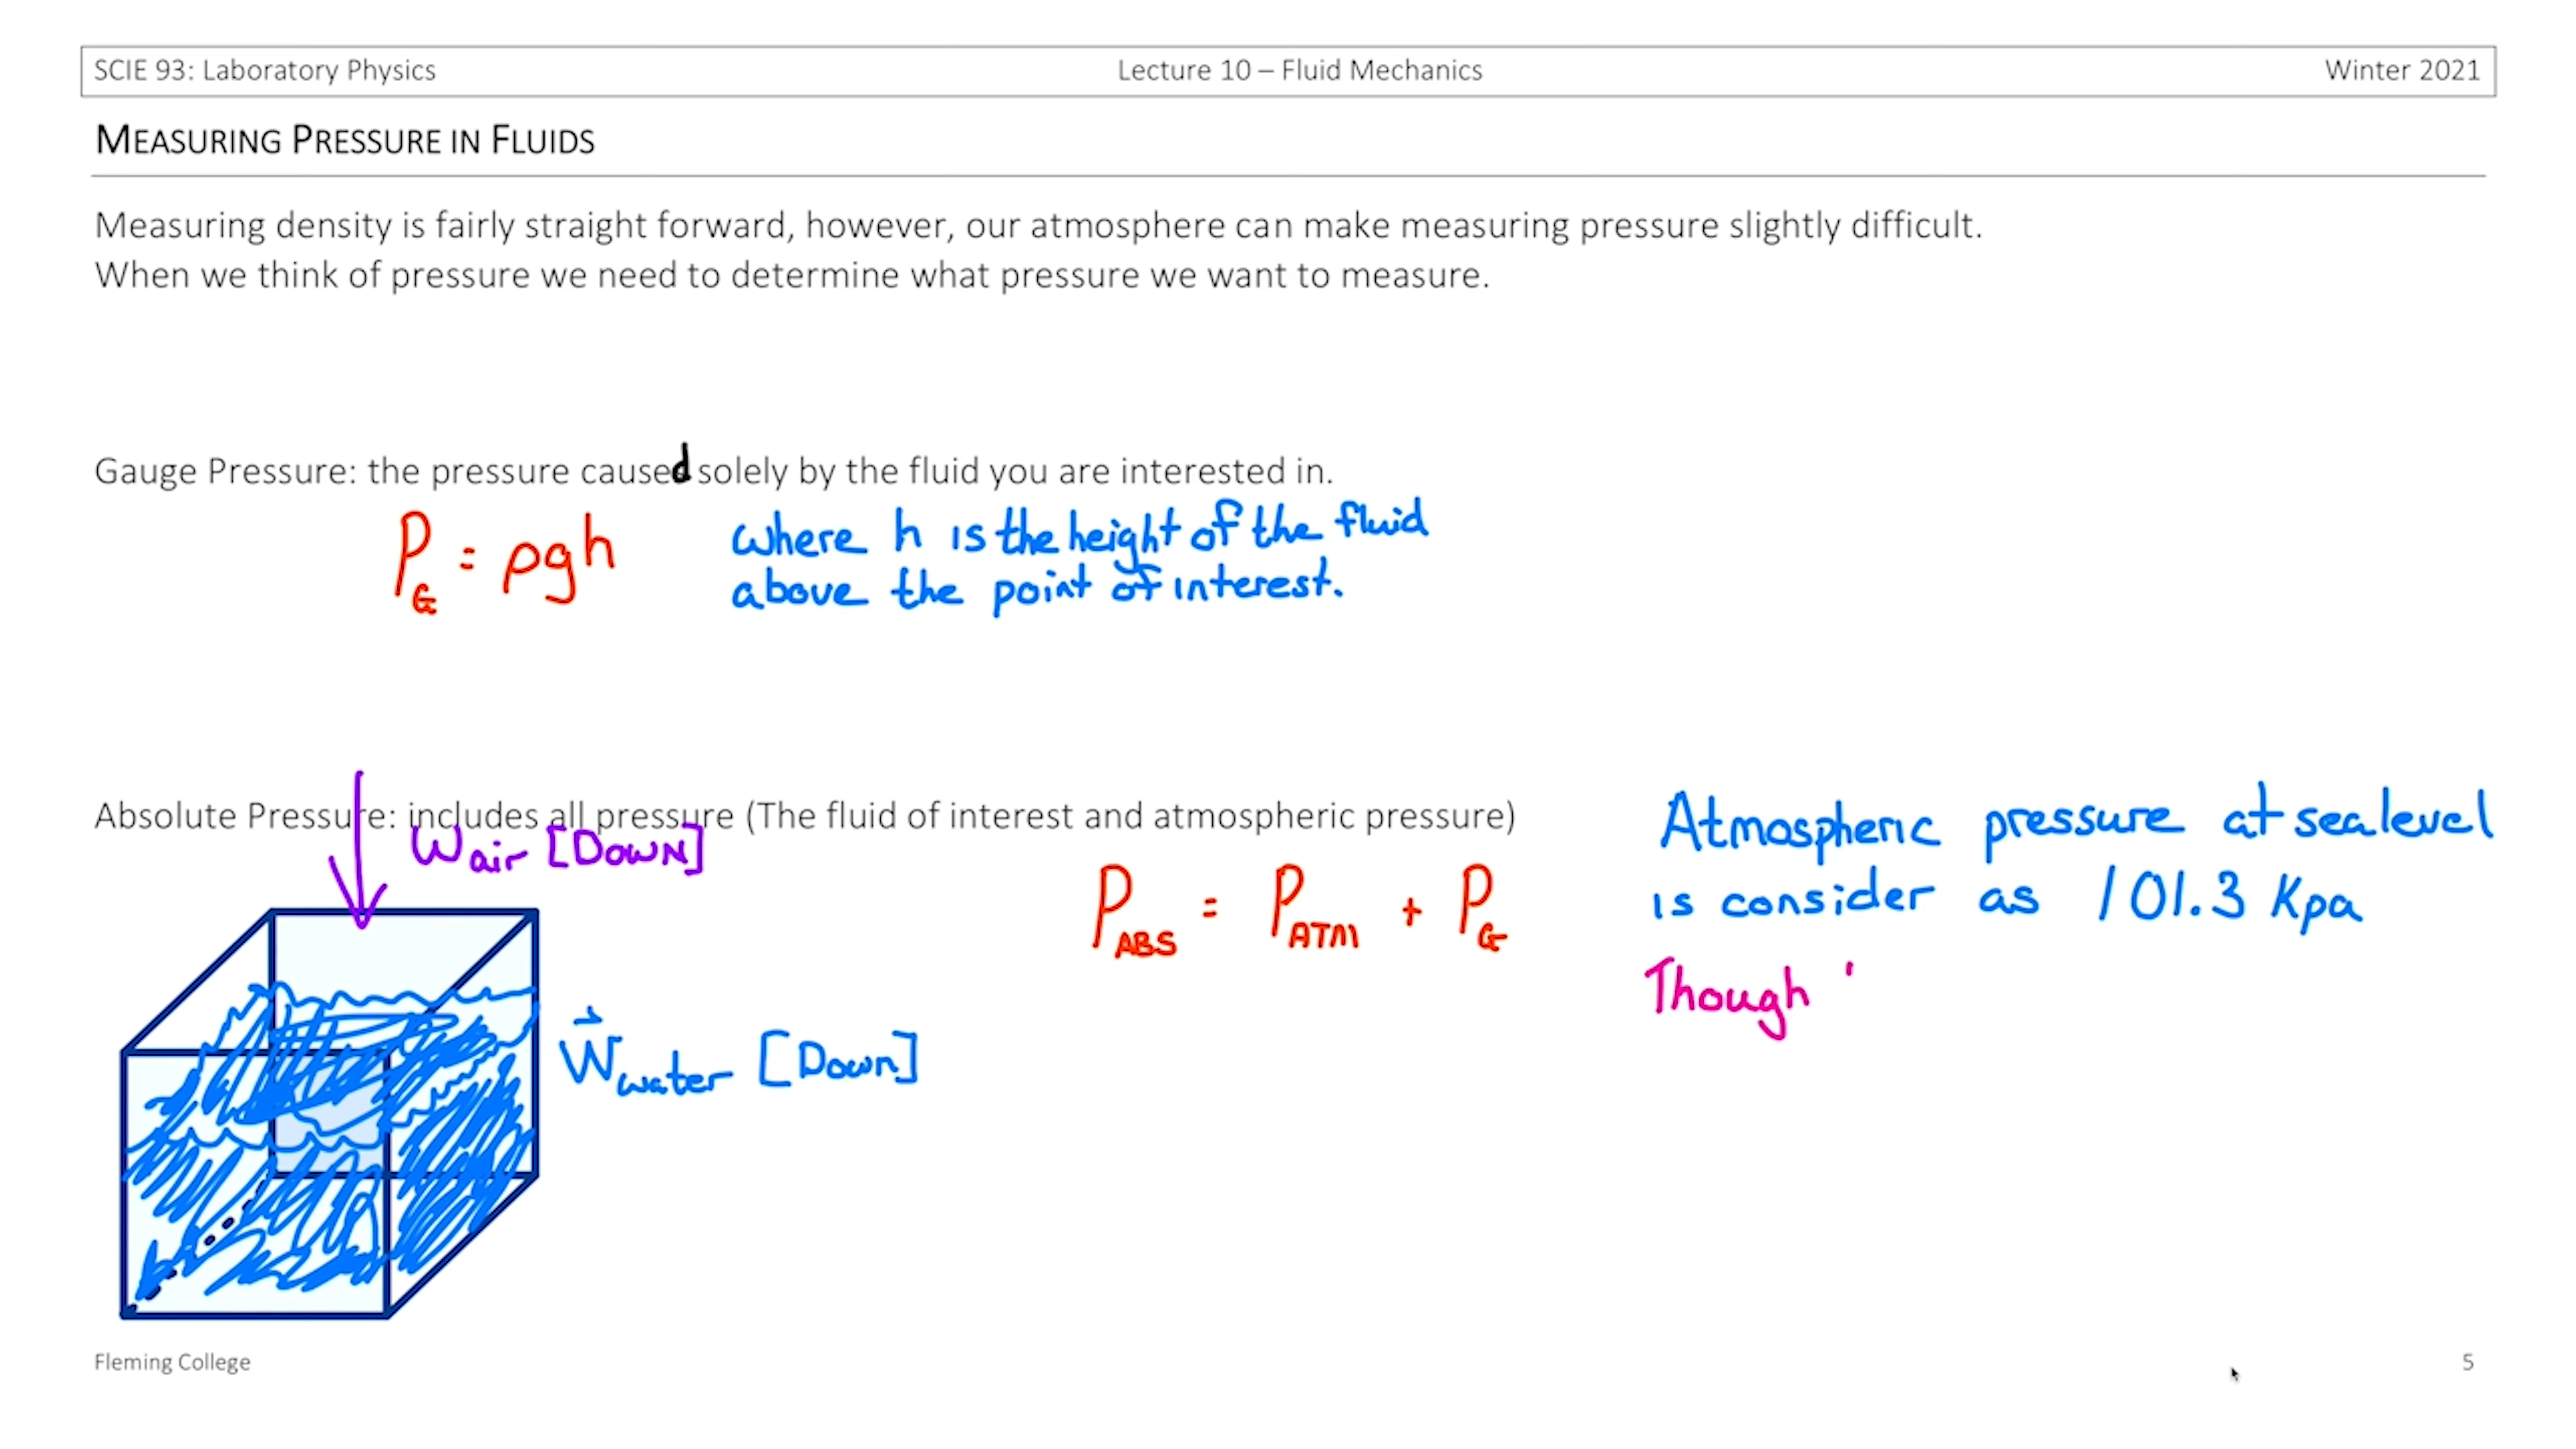 SCIE 93: Laboratory Physics Lecture 10 – Fluid Mechanics Winter 2021
MEASURING PRESSURE IN FLUIDS
Measuring density is fairly straight forward, however, our atmosphere can make measuring pressure slightly difficult.
When we think of pressure we need to determine what pressure we want to measure.
Gauge Pressure: the pressure caused solely by the fluid you are interested in.
P_G = ρgh
where h is the height of the fluid
above the point of interest.
Absolute Pressure: includes all pressure (The fluid of interest and atmospheric pressure)
Wair [DOWN]
P_ABS = P_ATM + P_G
Atmospheric pressure at sealevel
is consider as 101.3 Kpa
Though
W⃗water [Down]
Fleming College 5